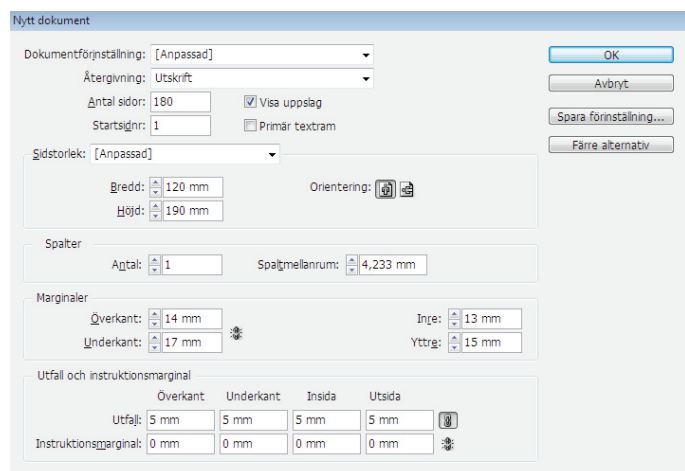 Nytt dokument
Dokumentförinställning: [Anpassad]
OK
Återgivning: Utskrift
Avbryt
Antal sidor: 180
Visa uppslag
Spara förinställning...
Startsidnr: 1
Primär textram
Färre alternativ
Sidstorlek: [Anpassad]
Bredd: 120 mm
Orientering:
Höjd: 190 mm
Spalter
Antal: 1
Spaltmellanrum: 4,233 mm
Marginaler
Överkant: 14 mm
Inre: 13 mm
Underkant: 17 mm
Yttre: 15 mm
Utfall och instruktionsmarginal
Överkant Underkant Insida Utsida
Utfall: 5 mm 5 mm 5 mm 5 mm
Instruktionsmarginal: 0 mm 0 mm 0 mm 0 mm